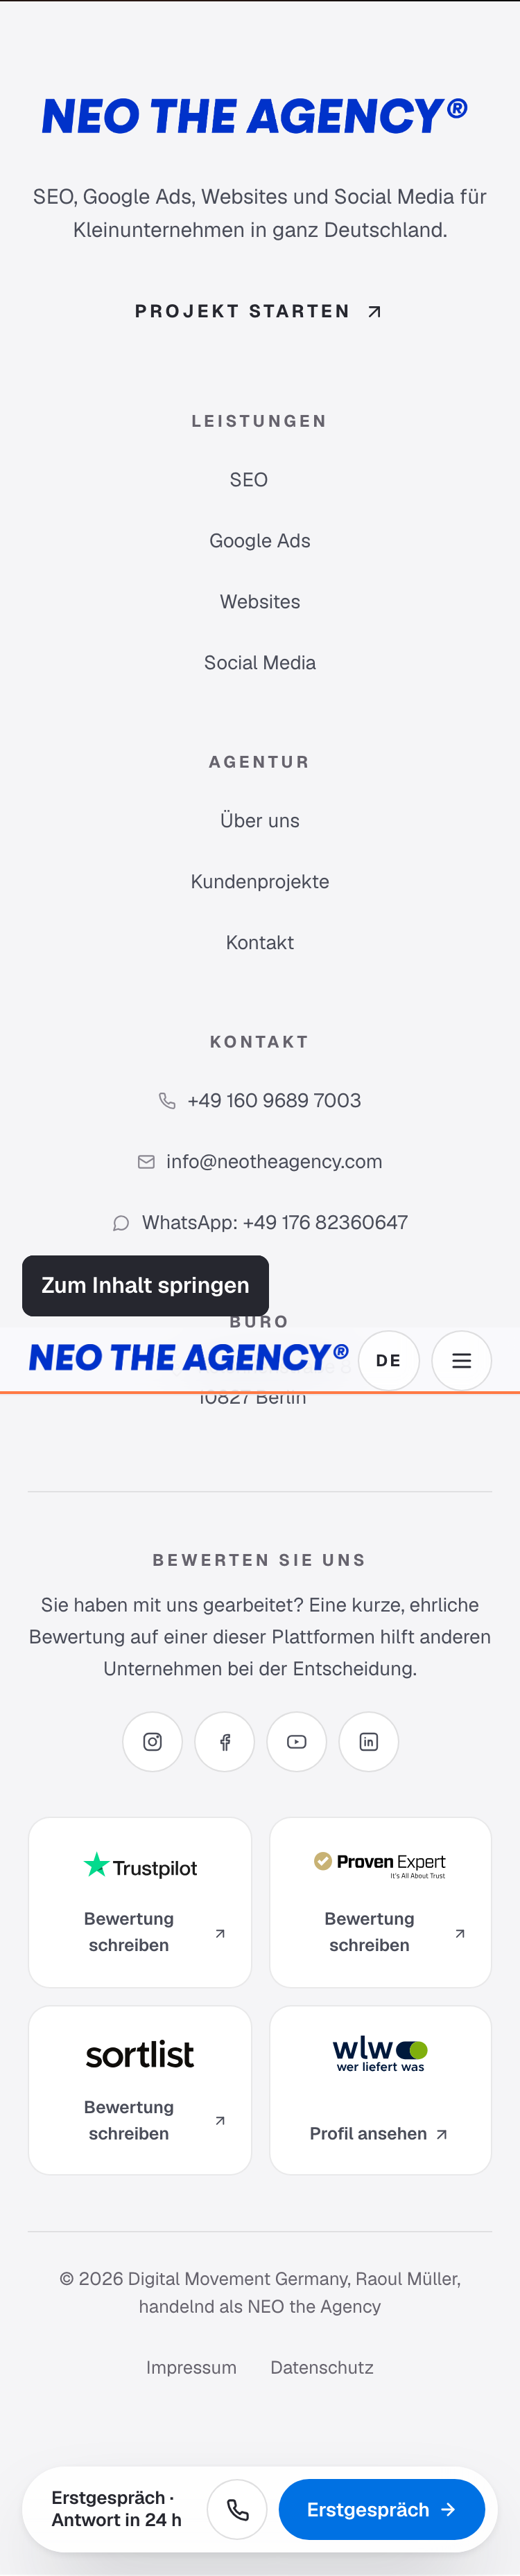 NEO THE AGENCY®
SEO, Google Ads, Websites und Social Media für
Kleinunternehmen in ganz Deutschland.
PROJEKT STARTEN
LEISTUNGEN
SEO
Google Ads
Websites
Social Media
AGENTUR
Über uns
Kundenprojekte
Kontakt
KONTAKT
+49 160 9689 7003
info@neotheagency.com
WhatsApp: +49 176 82360647
Zum Inhalt springen
BÜRO
NEO THE AGENCY®
DE
10827 Berlin
BEWERTEN SIE UNS
Sie haben mit uns gearbeitet? Eine kurze, ehrliche
Bewertung auf einer dieser Plattformen hilft anderen
Unternehmen bei der Entscheidung.
Trustpilot
Bewertung
schreiben
Proven Expert
It's All About Trust
Bewertung
schreiben
sortlist
Bewertung
schreiben
wlw
wer liefert was
Profil ansehen
© 2026 Digital Movement Germany, Raoul Müller,
handelnd als NEO the Agency
Impressum Datenschutz
Erstgespräch ·
Antwort in 24 h
Erstgespräch